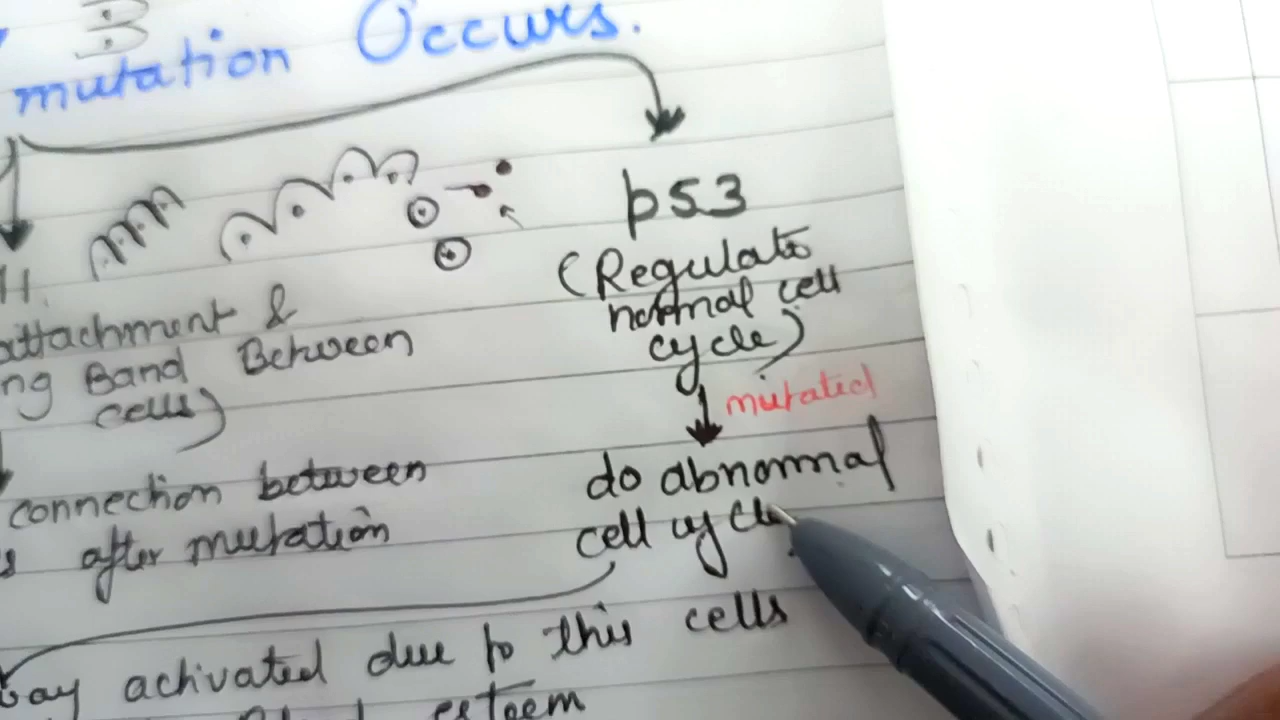 B
mutation Occurs.
p53
(Regulate
normal cell
cycle)
mutated
do abnormal
cell cycle
attachment &
ng Band Between
cells)
connection between
s after mutation
way activated due to this cells
esteem